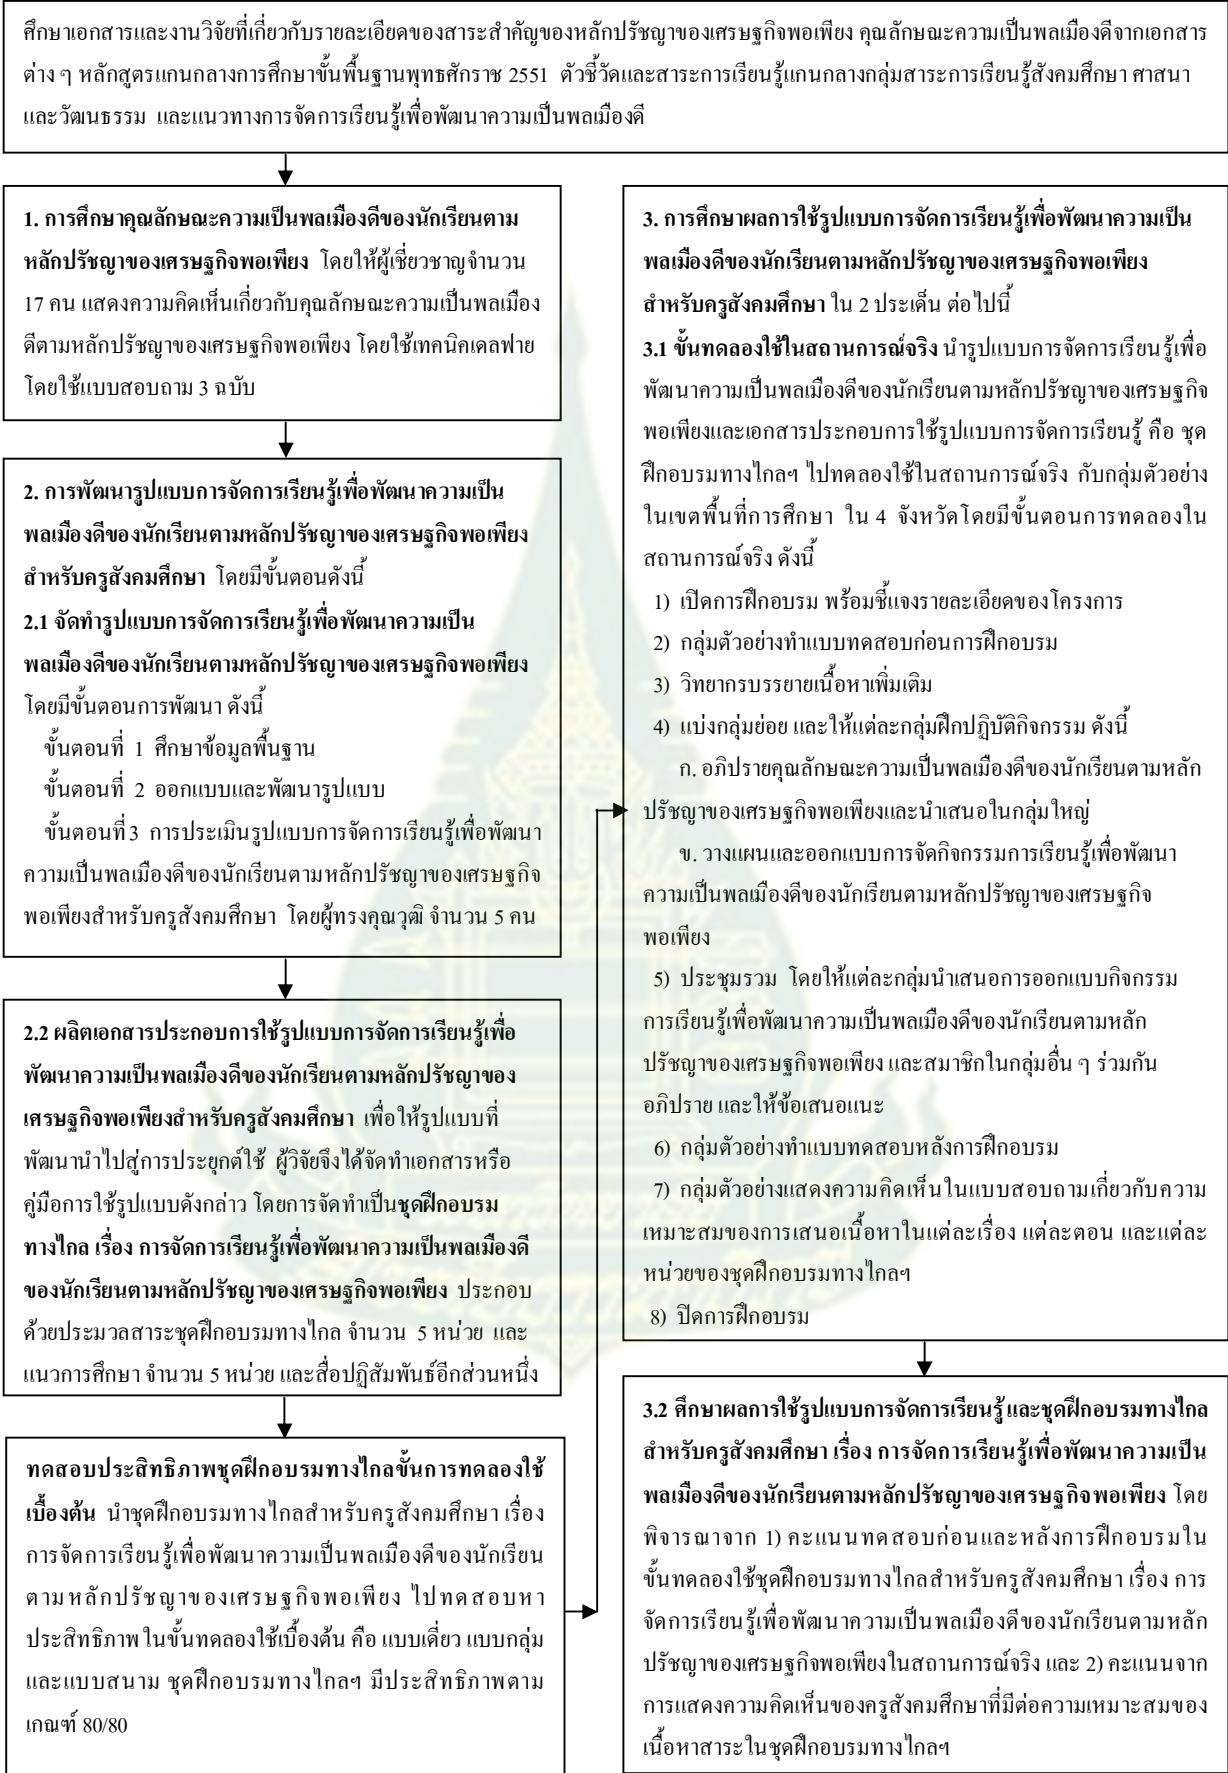 ศึกษาเอกสารและงานวิจัยที่เกี่ยวกับรายละเอียดของสาระสำคัญของหลักปรัชญาของเศรษฐกิจพอเพียง คุณลักษณะความเป็นพลเมืองดีจากเอกสาร
ต่าง ๆ หลักสูตรแกนกลางการศึกษาขั้นพื้นฐานพุทธศักราช 2551 ตัวชี้วัดและสาระการเรียนรู้แกนกลางกลุ่มสาระการเรียนรู้สังคมศึกษา ศาสนา
และวัฒนธรรม และแนวทางการจัดการเรียนรู้เพื่อพัฒนาความเป็นพลเมืองดี
1. การศึกษาคุณลักษณะความเป็นพลเมืองดีของนักเรียนตาม
หลักปรัชญาของเศรษฐกิจพอเพียง โดยให้ผู้เชี่ยวชาญจำนวน
17 คน แสดงความคิดเห็นเกี่ยวกับคุณลักษณะความเป็นพลเมือง
ดีตามหลักปรัชญาของเศรษฐกิจพอเพียง โดยใช้เทคนิคเดลฟาย
โดยใช้แบบสอบถาม 3 ฉบับ
2. การพัฒนารูปแบบการจัดการเรียนรู้เพื่อพัฒนาความเป็น
พลเมืองดีของนักเรียนตามหลักปรัชญาของเศรษฐกิจพอเพียง
สำหรับครูสังคมศึกษา โดยมีขั้นตอนดังนี้
2.1 จัดทำรูปแบบการจัดการเรียนรู้เพื่อพัฒนาความเป็น
พลเมืองดีของนักเรียนตามหลักปรัชญาของเศรษฐกิจพอเพียง
โดยมีขั้นตอนการพัฒนา ดังนี้
ขั้นตอนที่ 1 ศึกษาข้อมูลพื้นฐาน
ขั้นตอนที่ 2 ออกแบบและพัฒนารูปแบบ
ขั้นตอนที่ 3 การประเมินรูปแบบการจัดการเรียนรู้เพื่อพัฒนา
ความเป็นพลเมืองดีของนักเรียนตามหลักปรัชญาของเศรษฐกิจ
พอเพียงสำหรับครูสังคมศึกษา โดยผู้ทรงคุณวุฒิ จำนวน 5 คน
2.2 ผลิตเอกสารประกอบการใช้รูปแบบการจัดการเรียนรู้เพื่อ
พัฒนาความเป็นพลเมืองดีของนักเรียนตามหลักปรัชญาของ
เศรษฐกิจพอเพียงสำหรับครูสังคมศึกษา เพื่อให้รูปแบบที่
พัฒนานำไปสู่การประยุกต์ใช้ ผู้วิจัยจึงได้จัดทำเอกสารหรือ
คู่มือการใช้รูปแบบดังกล่าว โดยการจัดทำเป็นชุดฝึกอบรม
ทางไกล เรื่อง การจัดการเรียนรู้เพื่อพัฒนาความเป็นพลเมืองดี
ของนักเรียนตามหลักปรัชญาของเศรษฐกิจพอเพียง ประกอบ
ด้วยประมวลสาระชุดฝึกอบรมทางไกล จำนวน 5 หน่วย และ
แนวการศึกษา จำนวน 5 หน่วย และสื่อปฏิสัมพันธ์อีกส่วนหนึ่ง
ทดสอบประสิทธิภาพชุดฝึกอบรมทางไกลขั้นการทดลองใช้
เบื้องต้น นำชุดฝึกอบรมทางไกลสำหรับครูสังคมศึกษา เรื่อง
การจัดการเรียนรู้เพื่อพัฒนาความเป็นพลเมืองดีของนักเรียน
ตามหลักปรัชญาของเศรษฐกิจพอเพียง ไปทดสอบหา
ประสิทธิภาพ ในขั้นทดลองใช้เบื้องต้น คือ แบบเดี่ยว แบบกลุ่ม
และแบบสนาม ชุดฝึกอบรมทางไกลฯ มีประสิทธิภาพตาม
เกณฑ์ 80/80
3. การศึกษาผลการใช้รูปแบบการจัดการเรียนรู้เพื่อพัฒนาความเป็น
พลเมืองดีของนักเรียนตามหลักปรัชญาของเศรษฐกิจพอเพียง
สำหรับครูสังคมศึกษา ใน 2 ประเด็น ต่อไปนี้
3.1 ขั้นทดลองใช้ในสถานการณ์จริง นำรูปแบบการจัดการเรียนรู้เพื่อ
พัฒนาความเป็นพลเมืองดีของนักเรียนตามหลักปรัชญาของเศรษฐกิจ
พอเพียงและเอกสารประกอบการใช้รูปแบบการจัดการเรียนรู้ คือ ชุด
ฝึกอบรมทางไกลฯ ไปทดลองใช้ในสถานการณ์จริง กับกลุ่มตัวอย่าง
ในเขตพื้นที่การศึกษา ใน 4 จังหวัดโดยมีขั้นตอนการทดลองใน
สถานการณ์จริง ดังนี้
1) เปิดการฝึกอบรม พร้อมชี้แจงรายละเอียดของโครงการ
2) กลุ่มตัวอย่างทำแบบทดสอบก่อนการฝึกอบรม
3) วิทยากรบรรยายเนื้อหาเพิ่มเติม
4) แบ่งกลุ่มย่อย และให้แต่ละกลุ่มฝึกปฏิบัติกิจกรรม ดังนี้
ก. อภิปรายคุณลักษณะความเป็นพลเมืองดีของนักเรียนตามหลัก
ปรัชญาของเศรษฐกิจพอเพียงและนำเสนอในกลุ่มใหญ่
ข. วางแผนและออกแบบการจัดกิจกรรมการเรียนรู้เพื่อพัฒนา
ความเป็นพลเมืองดีของนักเรียนตามหลักปรัชญาของเศรษฐกิจ
พอเพียง
5) ประชุมรวม โดยให้แต่ละกลุ่มนำเสนอการออกแบบกิจกรรม
การเรียนรู้เพื่อพัฒนาความเป็นพลเมืองดีของนักเรียนตามหลัก
ปรัชญาของเศรษฐกิจพอเพียง และสมาชิกในกลุ่มอื่น ๆ ร่วมกัน
อภิปราย และให้ข้อเสนอแนะ
6) กลุ่มตัวอย่างทำแบบทดสอบหลังการฝึกอบรม
7) กลุ่มตัวอย่างแสดงความคิดเห็นในแบบสอบถามเกี่ยวกับความ
เหมาะสมของการเสนอเนื้อหาในแต่ละเรื่อง แต่ละตอน และแต่ละ
หน่วยของชุดฝึกอบรมทางไกลฯ
8) ปิดการฝึกอบรม
3.2 ศึกษาผลการใช้รูปแบบการจัดการเรียนรู้ และชุดฝึกอบรมทางไกล
สำหรับครูสังคมศึกษา เรื่อง การจัดการเรียนรู้เพื่อพัฒนาความเป็น
พลเมืองดีของนักเรียนตามหลักปรัชญาของเศรษฐกิจพอเพียง โดย
พิจารณาจาก 1) คะแนนทดสอบก่อนและหลังการฝึกอบรมใน
ขั้นทดลองใช้ชุดฝึกอบรมทางไกลสำหรับครูสังคมศึกษา เรื่อง การ
จัดการเรียนรู้เพื่อพัฒนาความเป็นพลเมืองดีของนักเรียนตามหลัก
ปรัชญาของเศรษฐกิจพอเพียงในสถานการณ์จริง และ 2) คะแนนจาก
การแสดงความคิดเห็นของครูสังคมศึกษาที่มีต่อความเหมาะสมของ
เนื้อหาสาระในชุดฝึกอบรมทางไกลฯ